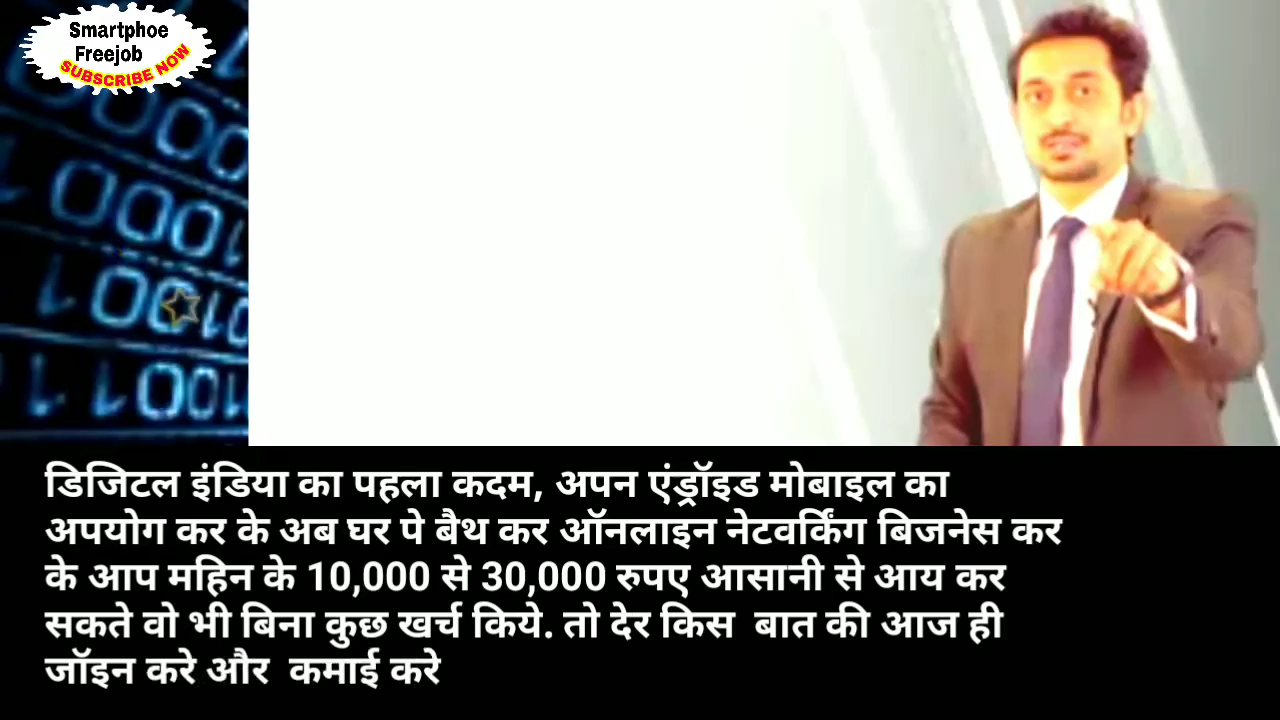 Smartphoe
Freejob
SUBSCRIBE NOW
डिजिटल इंडिया का पहला कदम, अपन एंड्रॉइड मोबाइल का
अपयोग कर के अब घर पे बैथ कर ऑनलाइन नेटवर्किंग बिजनेस कर
के आप महिन के 10,000 से 30,000 रुपए आसानी से आय कर
सकते वो भी बिना कुछ खर्च किये. तो देर किस बात की आज ही
जॉइन करे और कमाई करे